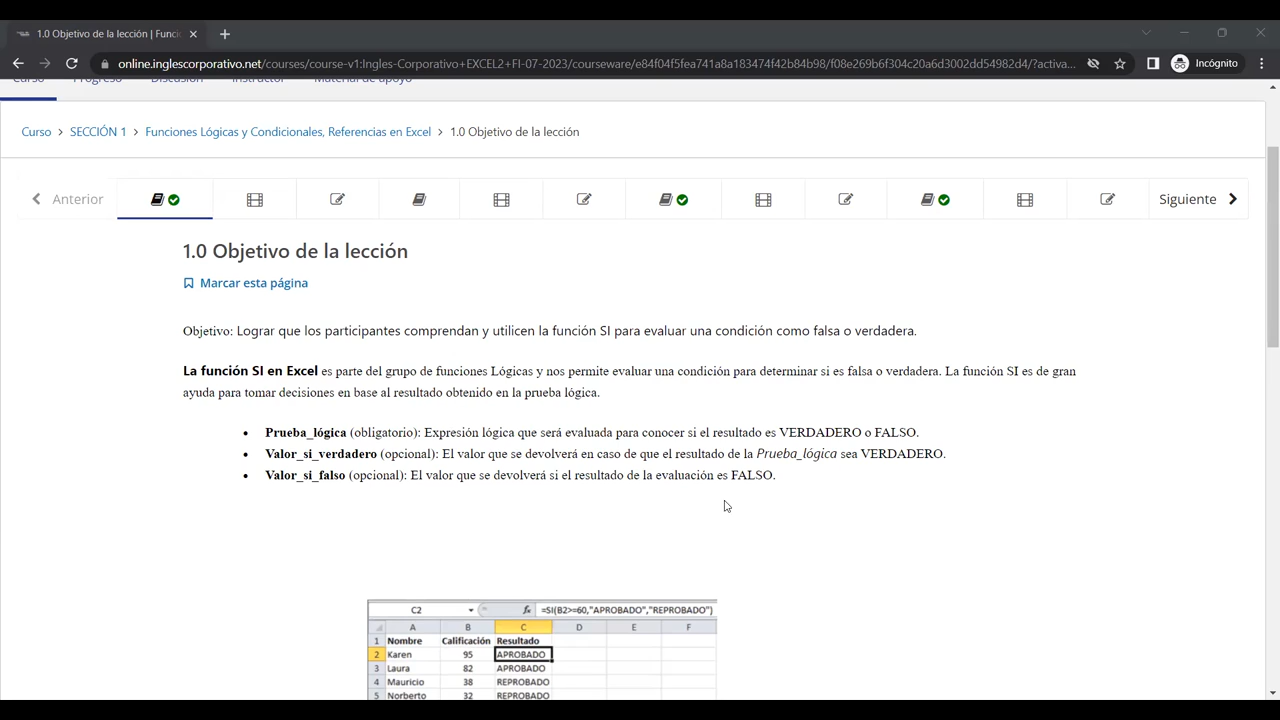 1.0 Objetivo de la lección | Funci
online.inglescorporativo.net/courses/course-v1:Ingles-Corporativo+EXCEL2+FI-07-2023/courseware/e84f04f5fea741a8a183474f42b84b98/f08e269b6f304c20a6d3002dd54982d4/?activa...
Incógnito
Curso Progreso Discusión Instructor Material de apoyo
Curso > SECCIÓN 1 > Funciones Lógicas y Condicionales, Referencias en Excel > 1.0 Objetivo de la lección
Anterior
Siguiente
1.0 Objetivo de la lección
Marcar esta página
Objetivo: Lograr que los participantes comprendan y utilicen la función SI para evaluar una condición como falsa o verdadera.
La función SI en Excel es parte del grupo de funciones Lógicas y nos permite evaluar una condición para determinar si es falsa o verdadera. La función SI es de gran
ayuda para tomar decisiones en base al resultado obtenido en la prueba lógica.
• Prueba_lógica (obligatorio): Expresión lógica que será evaluada para conocer si el resultado es VERDADERO o FALSO.
• Valor_si_verdadero (opcional): El valor que se devolverá en caso de que el resultado de la Prueba_lógica sea VERDADERO.
• Valor_si_falso (opcional): El valor que se devolverá si el resultado de la evaluación es FALSO.
C2 fx =SI(B2>=60,"APROBADO","REPROBADO")
A B C D E F
1 Nombre Calificación Resultado
2 Karen 95 APROBADO
3 Laura 82 APROBADO
4 Mauricio 38 REPROBADO
5 Norberto 32 REPROBADO